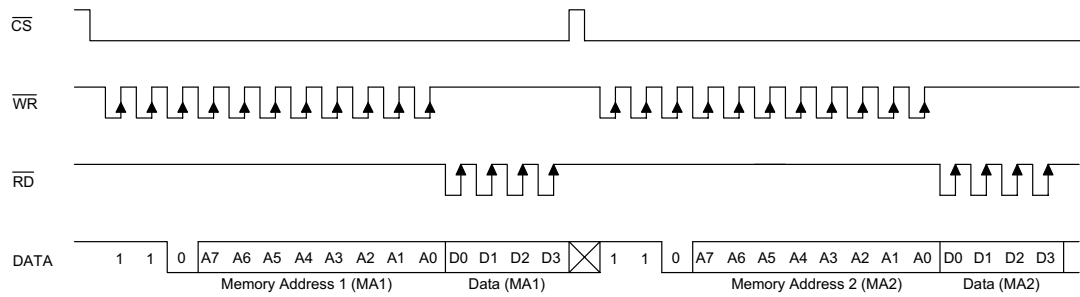 CS
WR
RD
DATA 1 1 0 A7 A6 A5 A4 A3 A2 A1 A0 D0 D1 D2 D3 1 1 0 A7 A6 A5 A4 A3 A2 A1 A0 D0 D1 D2 D3
Memory Address 1 (MA1) Data (MA1) Memory Address 2 (MA2) Data (MA2)